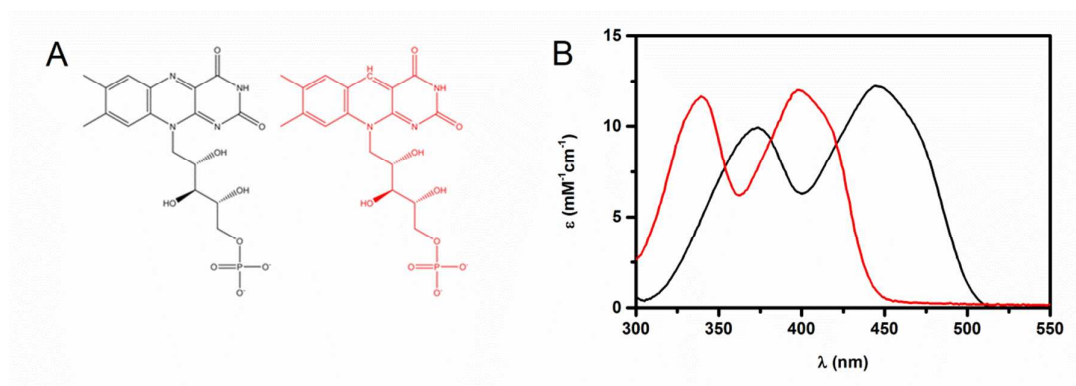 A
O
N
NH
N
N
O
OH
HO
OH
O
O
P
O-
O-
H
C
O
NH
N
N
O
OH
HO
OH
O
O
P
O-
O-
B
15
10
5
0
ε (mM-1cm-1)
300
350
400
450
500
550
λ (nm)